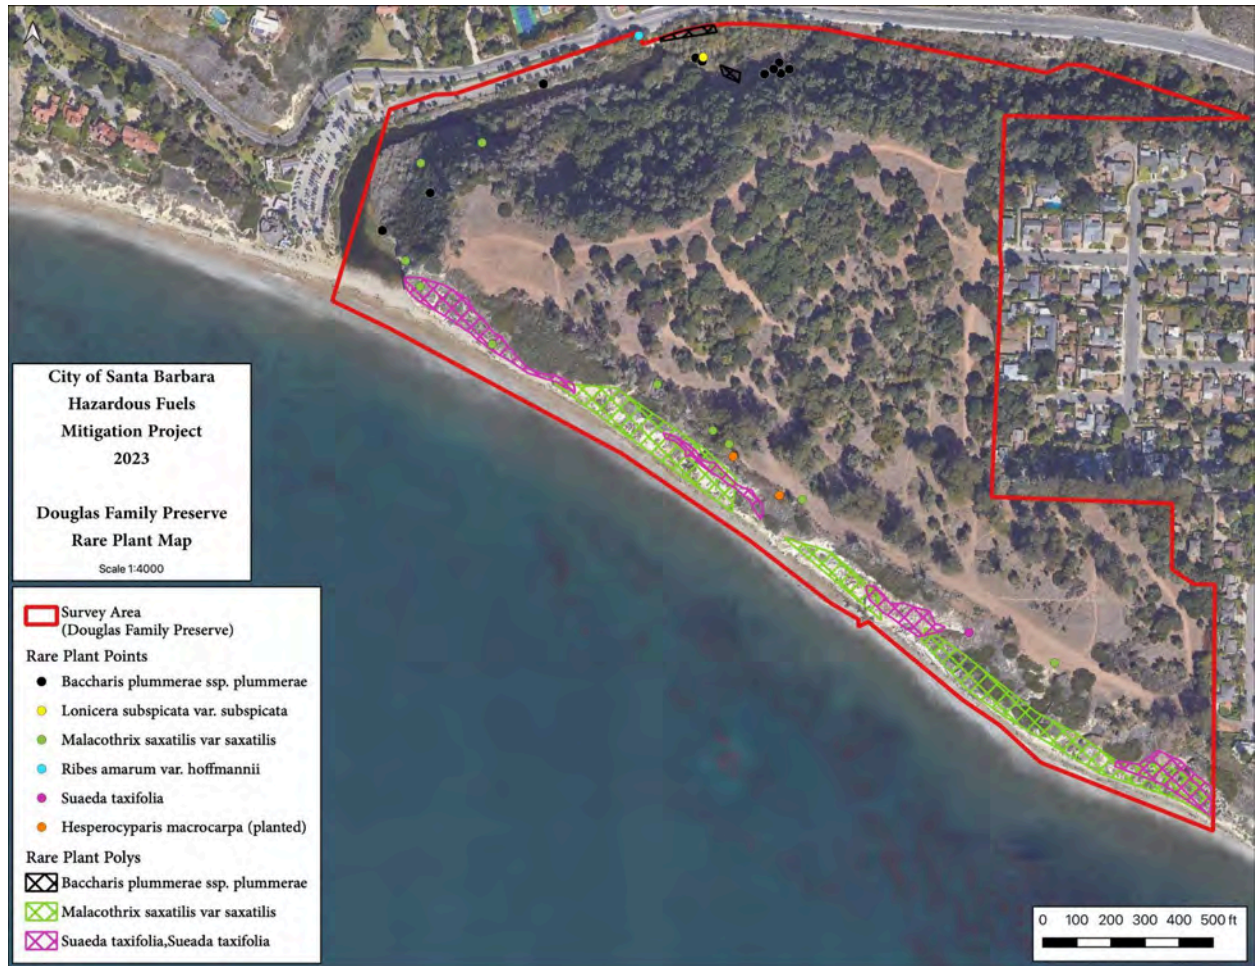 City of Santa Barbara
Hazardous Fuels
Mitigation Project
2023
Douglas Family Preserve
Rare Plant Map
Scale 1:4000
Survey Area
(Douglas Family Preserve)
Rare Plant Points
Baccharis plummerae ssp. plummerae
Lonicera subspicata var. subspicata
Malacothrix saxatilis var saxatilis
Ribes amarum var. hoffmannii
Suaeda taxifolia
Hesperocyparis macrocarpa (planted)
Rare Plant Polys
Baccharis plummerae ssp. plummerae
Malacothrix saxatilis var saxatilis
Suaeda taxifolia,Sueada taxifolia
0 100 200 300 400 500 ft